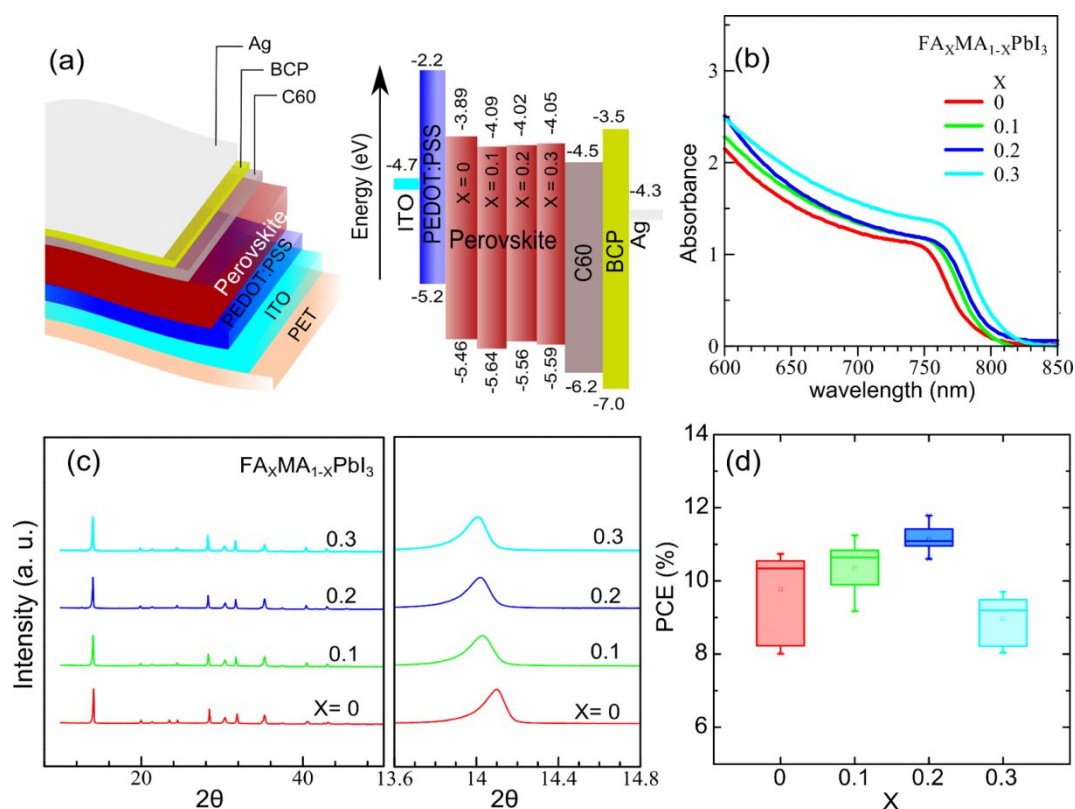 (a)
Ag
BCP
C60
Perovskite
PEDOT:PSS
ITO
PET
Energy (eV)
-2.2
-3.89
-4.09
-4.02
-4.05
-3.5
-4.7
-4.5
-4.3
ITO
PEDOT:PSS
X = 0
X = 0.1
X = 0.2
X = 0.3
Perovskite
C60
BCP
Ag
-5.2
-5.46
-5.64
-5.56
-5.59
-6.2
-7.0
(b)
FAXMA1-XPbI3
X
0
0.1
0.2
0.3
Absorbance
3
2
1
0
600 650 700 750 800 850
wavelength (nm)
(c)
FAXMA1-XPbI3
Intensity (a. u.)
0.3
0.2
0.1
X= 0
20 40
2θ
0.3
0.2
0.1
X= 0
13.6 14 14.4 14.8
2θ
(d)
PCE (%)
14
12
10
8
6
0 0.1 0.2 0.3
X